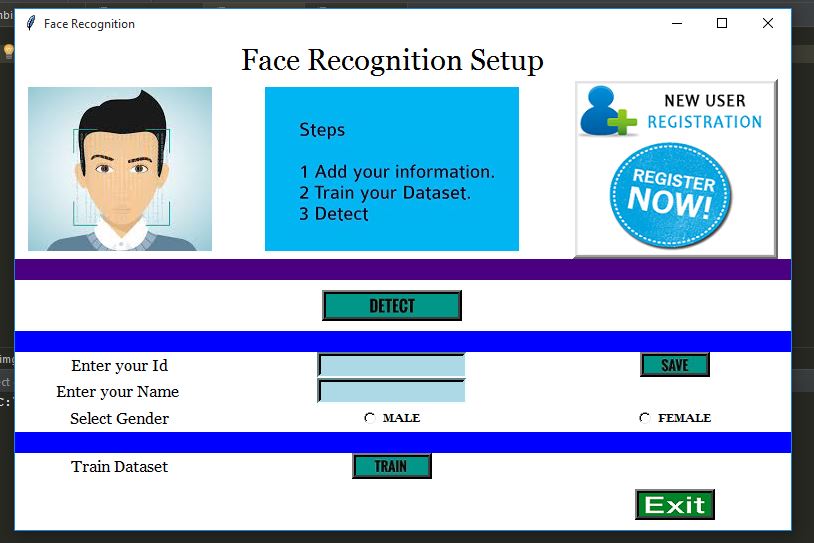 Face Recognition
Face Recognition Setup
Steps
1 Add your information.
2 Train your Dataset.
3 Detect
NEW USER
REGISTRATION
REGISTER
NOW!
DETECT
Enter your Id
SAVE
Enter your Name
Select Gender
MALE
FEMALE
Train Dataset
TRAIN
Exit